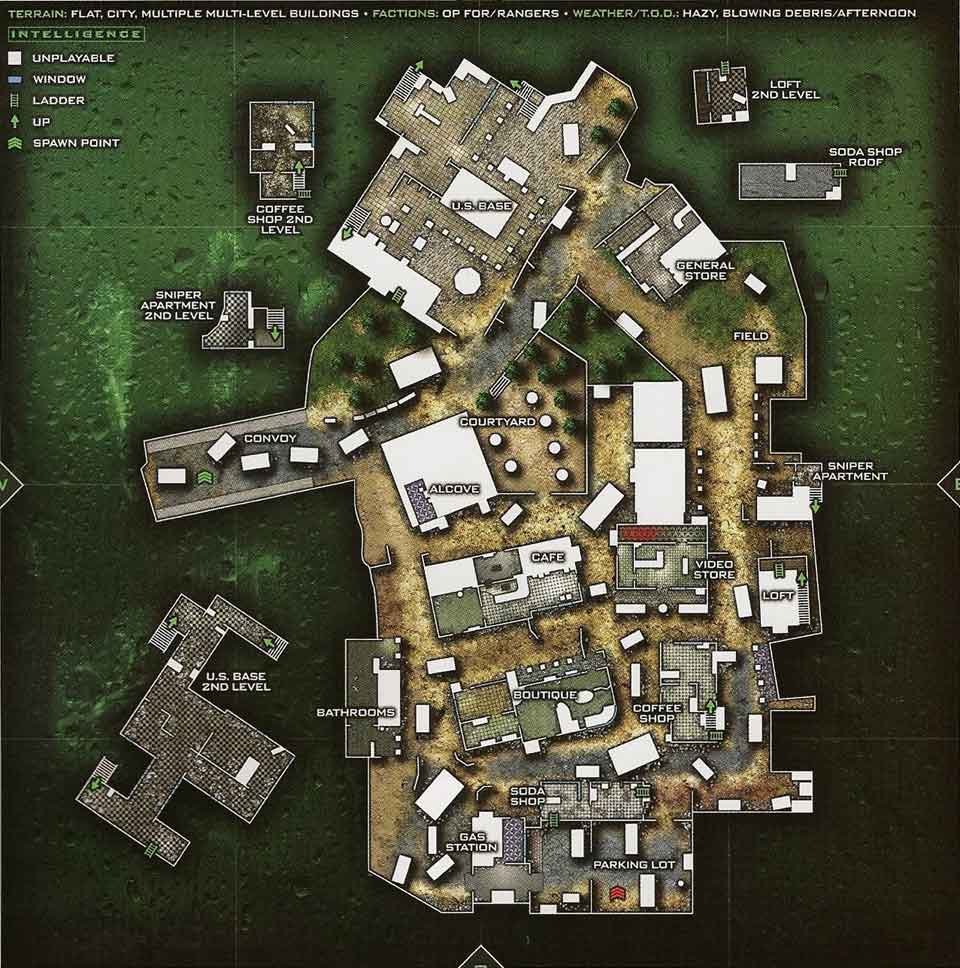 TERRAIN: FLAT, CITY, MULTIPLE MULTI-LEVEL BUILDINGS • FACTIONS: OP FOR/RANGERS • WEATHER/T.O.D.: HAZY, BLOWING DEBRIS/AFTERNOON
INTELLIGENCE
UNPLAYABLE
WINDOW
LADDER
UP
SPAWN POINT
LOFT
2ND LEVEL
SODA SHOP
ROOF
COFFEE
SHOP 2ND
LEVEL
U.S. BASE
GENERAL
STORE
SNIPER
APARTMENT
2ND LEVEL
FIELD
COURTYARD
CONVOY
SNIPER
APARTMENT
ALCOVE
CAFE
VIDEO
STORE
LOFT
U.S. BASE
2ND LEVEL
BATHROOMS
BOUTIQUE
COFFEE
SHOP
SODA
SHOP
GAS
STATION
PARKING LOT